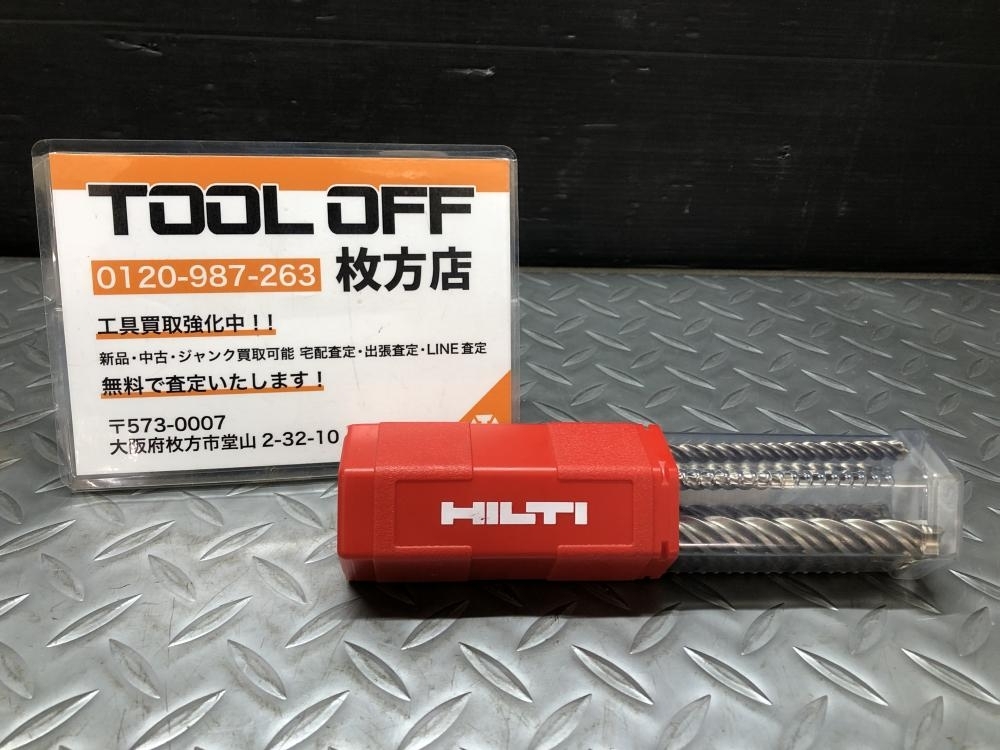 TOOL OFF
0120-987-263 枚方店
工具買取強化中！！
新品・中古・ジャンク買取可能 宅配査定・出張査定・LINE査定
無料で査定いたします！
〒573-0007
大阪府枚方市堂山 2-32-10
HILTI